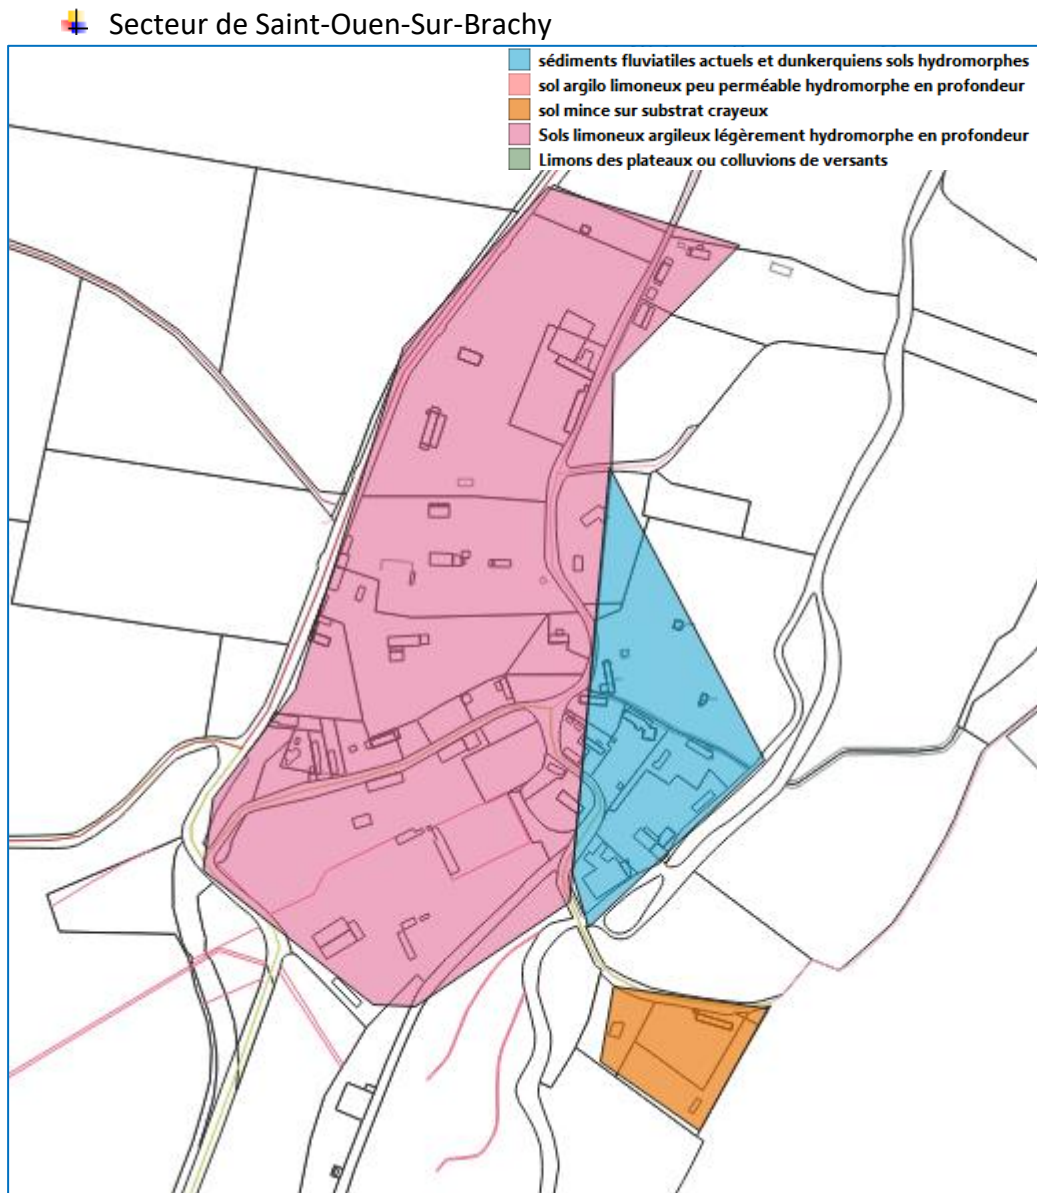 Secteur de Saint-Ouen-Sur-Brachy
sédiments fluviatiles actuels et dunkerquiens sols hydromorphes
sol argilo limoneux peu perméable hydromorphe en profondeur
sol mince sur substrat crayeux
Sols limoneux argileux légèrement hydromorphe en profondeur
Limons des plateaux ou colluvions de versants